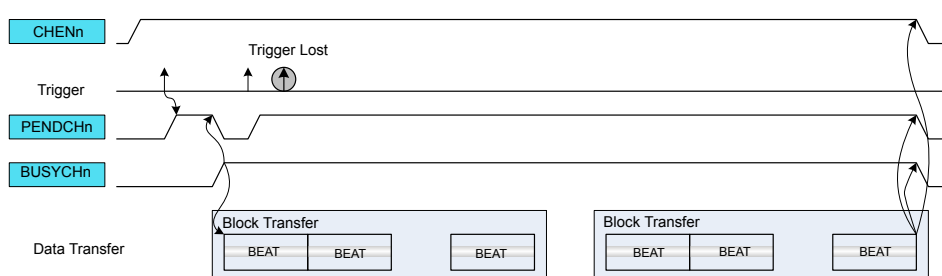 CHENn
Trigger Lost
Trigger
PENDCHn
BUSYCHn
Data Transfer
Block Transfer
BEAT
BEAT
BEAT
Block Transfer
BEAT
BEAT
BEAT